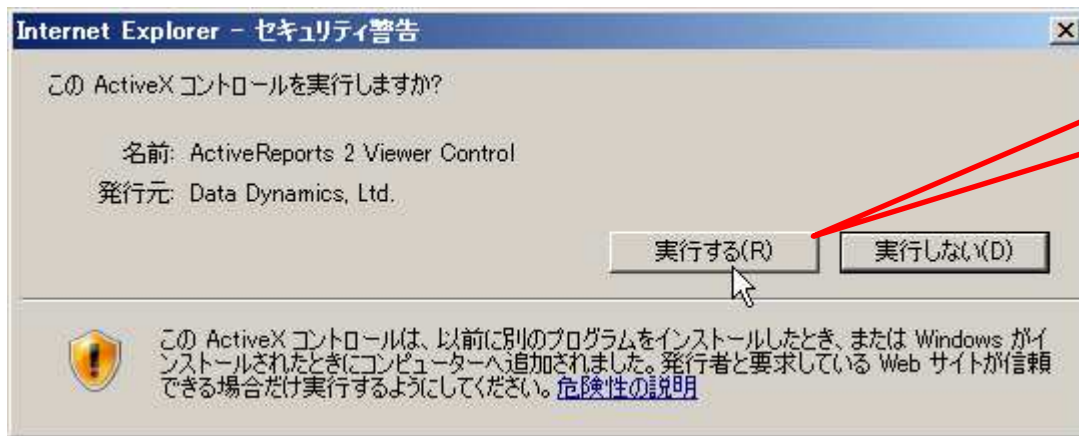 Internet Explorer - セキュリティ警告
この ActiveX コントロールを実行しますか?
名前: ActiveReports 2 Viewer Control
発行元: Data Dynamics, Ltd.
実行する(R) 実行しない(D)
この ActiveX コントロールは、以前に別のプログラムをインストールしたとき、または Windows がイ
ンストールされたときにコンピューターへ追加されました。発行者と要求している Web サイトが信頼
できる場合だけ実行するようにしてください。危険性の説明